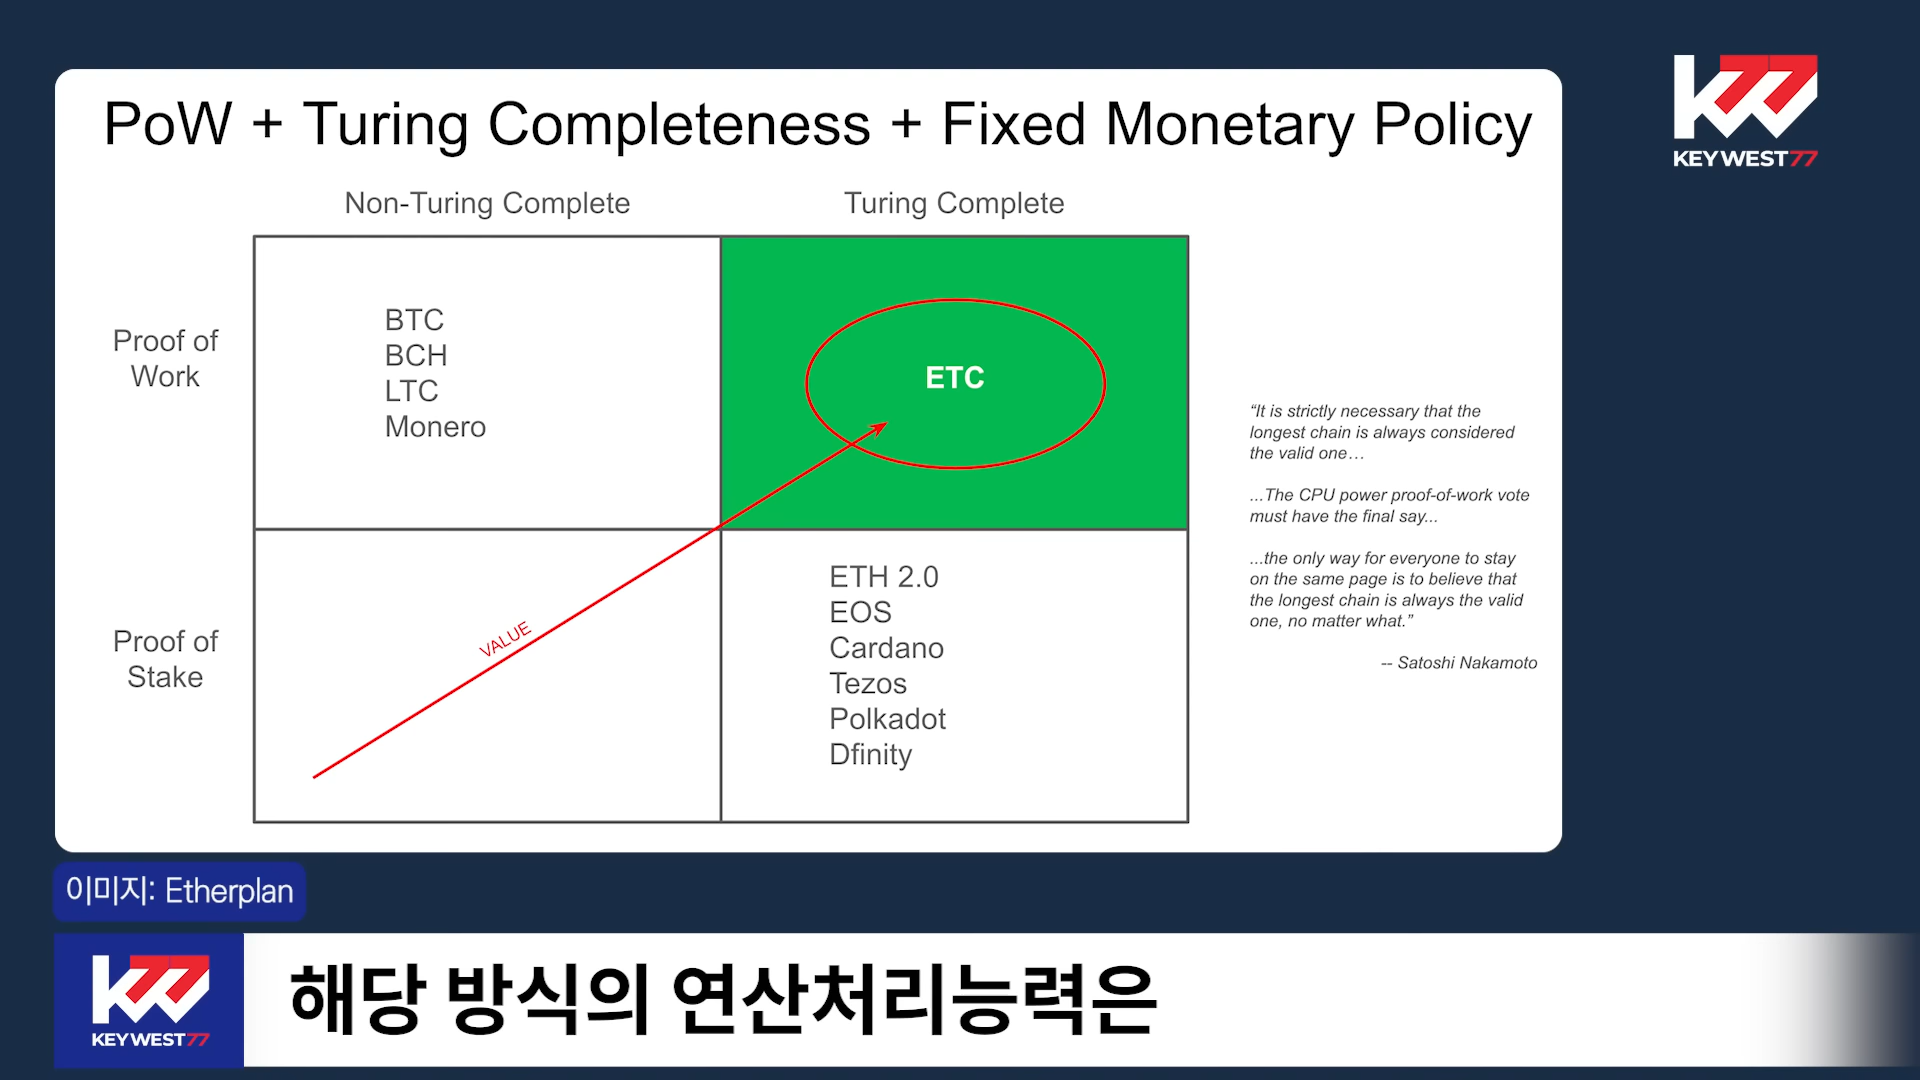 PoW + Turing Completeness + Fixed Monetary Policy
KEYWEST77
Non-Turing Complete
Turing Complete
Proof of
Work
BTC
BCH
LTC
Monero
ETC
Proof of
Stake
VALUE
ETH 2.0
EOS
Cardano
Tezos
Polkadot
Dfinity
“It is strictly necessary that the
longest chain is always considered
the valid one…
...The CPU power proof-of-work vote
must have the final say...
...the only way for everyone to stay
on the same page is to believe that
the longest chain is always the valid
one, no matter what.”
-- Satoshi Nakamoto
이미지: Etherplan
KEYWEST77
해당 방식의 연산처리능력은